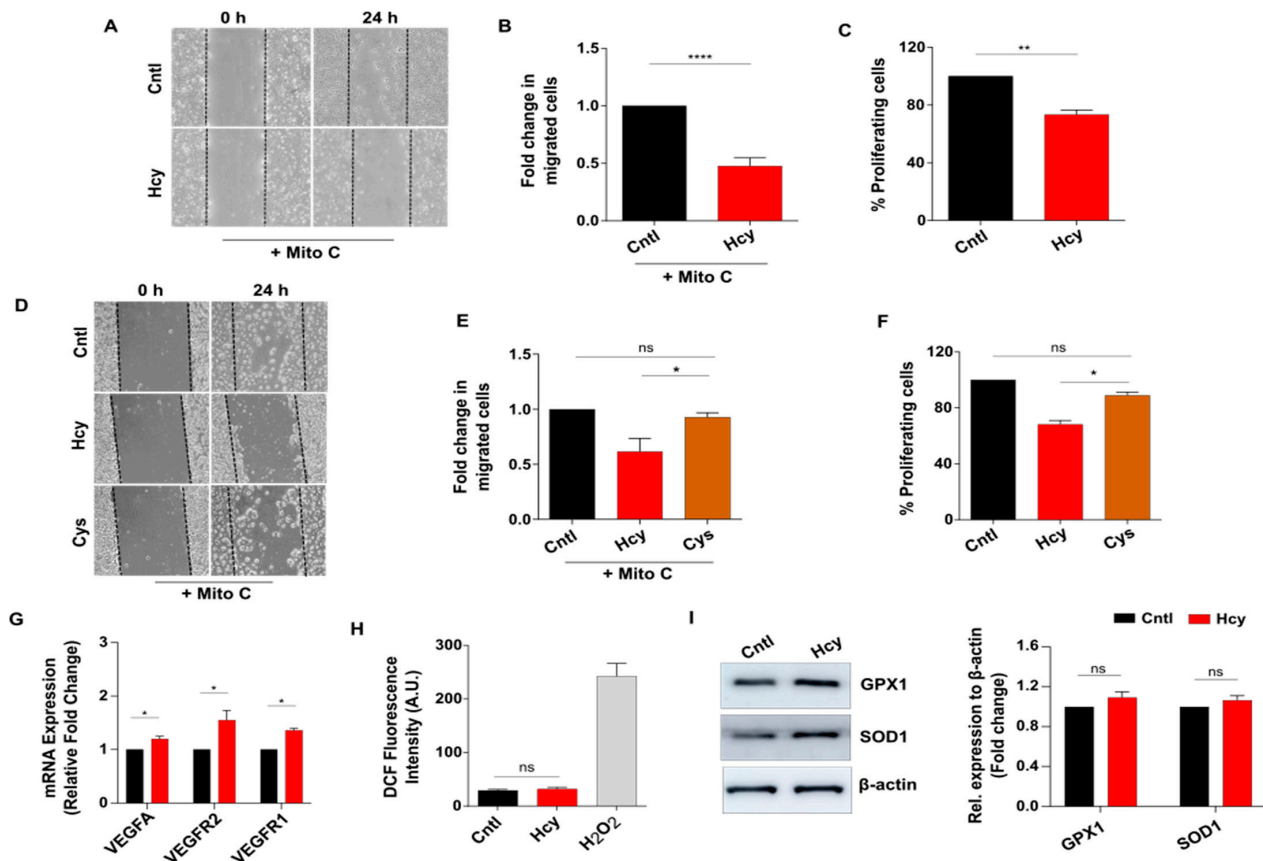 A
0 h
24 h
Cntl
Hcy
+ Mito C
B
Fold change in
migrated cells
1.5
1.0
0.5
0.0
****
Cntl
Hcy
+ Mito C
C
% Proliferating cells
120
80
40
0
**
Cntl
Hcy
D
0 h
24 h
Cntl
Hcy
Cys
+ Mito C
E
Fold change in
migrated cells
1.5
1.0
0.5
0.0
ns
*
Cntl
Hcy
Cys
+ Mito C
F
% Proliferating cells
120
80
40
0
ns
*
Cntl
Hcy
Cys
G
mRNA Expression
(Relative Fold Change)
3
2
1
0
*
*
*
VEGFA
VEGFR2
VEGFR1
H
DCF Fluorescence
Intensity (A.U.)
300
200
100
0
ns
Cntl
Hcy
H2O2
I
Cntl
Hcy
GPX1
SOD1
β-actin
Cntl
Hcy
Rel. expression to β-actin
(Fold change)
1.6
1.2
0.8
0.4
0.0
ns
ns
GPX1
SOD1